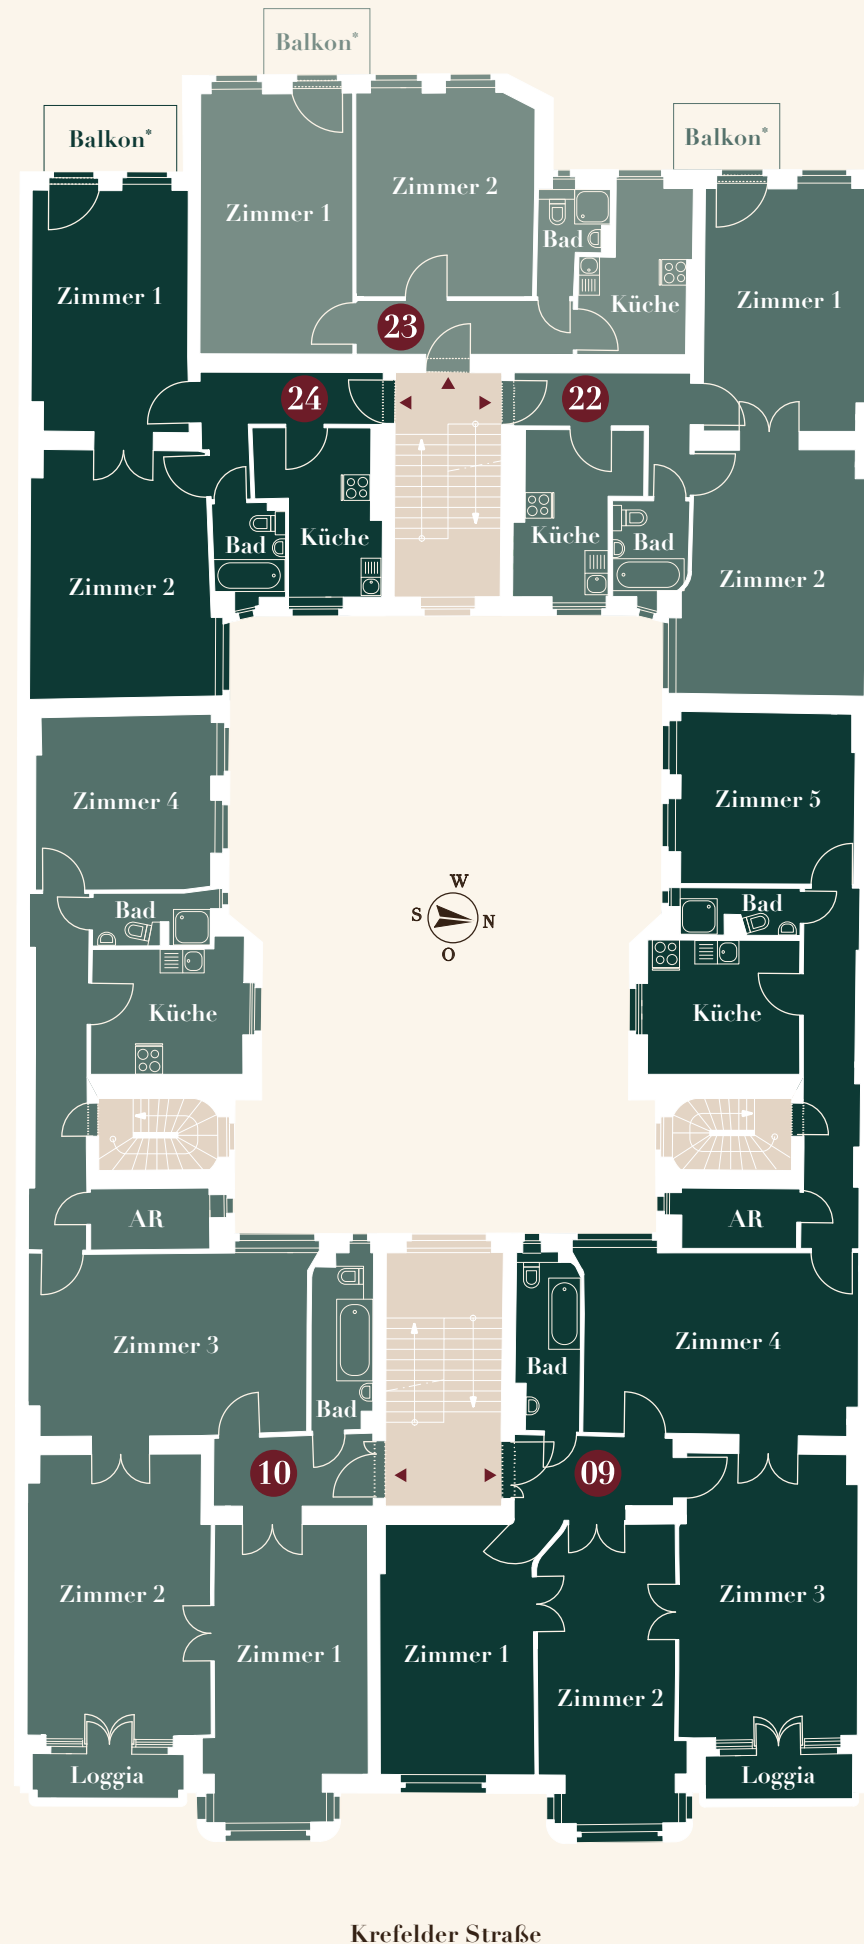 Balkon*
Balkon*
Balkon*
Zimmer 1
Zimmer 2
Bad
Küche
23
Zimmer 1
Zimmer 1
24
22
Küche
Bad
Küche
Bad
Zimmer 2
Zimmer 2
Zimmer 4
Zimmer 5
Bad
Bad
W
S
N
O
Küche
Küche
AR
AR
Zimmer 3
Bad
Bad
Zimmer 4
10
09
Zimmer 2
Zimmer 1
Zimmer 1
Zimmer 2
Zimmer 3
Loggia
Loggia
Krefelder Straße